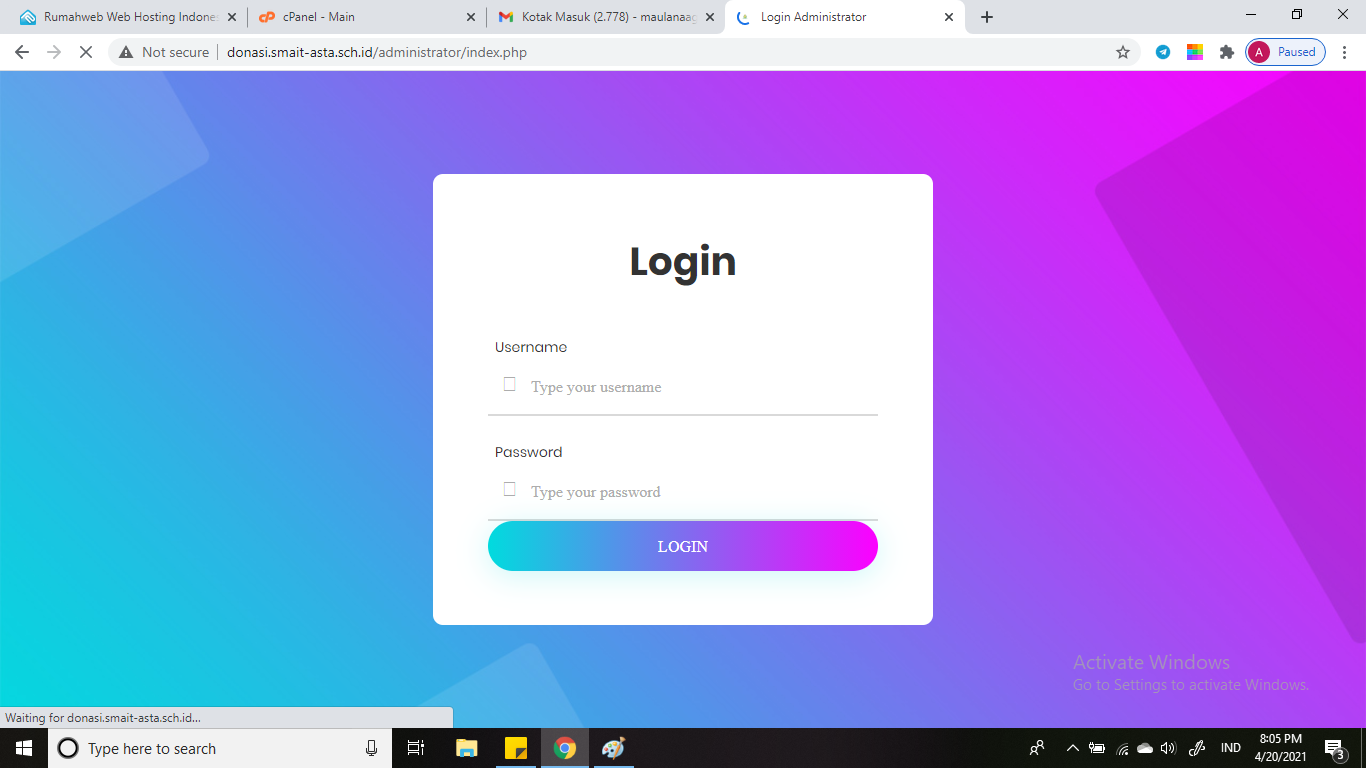 Rumahweb Web Hosting Indones
cPanel - Main
Kotak Masuk (2.778) - maulanaag
Login Administrator
Not secure
donasi.smait-asta.sch.id/administrator/index.php
A
Paused
Login
Username
Type your username
Password
Type your password
LOGIN
Activate Windows
Go to Settings to activate Windows.
Waiting for donasi.smait-asta.sch.id...
Type here to search
IND
8:05 PM
4/20/2021
3